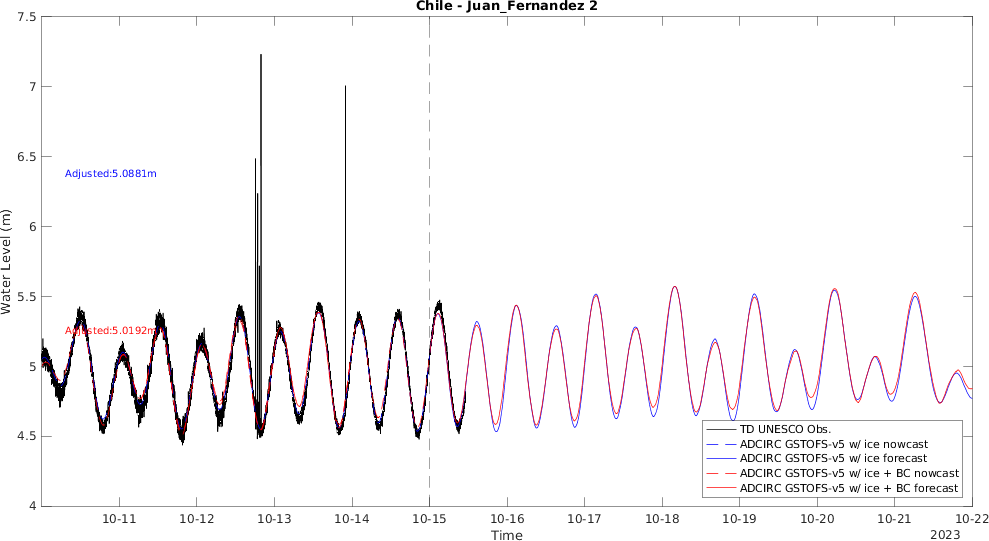 Chile - Juan_Fernandez 2
7.5
7
6.5
6
5.5
5
4.5
4
Water Level (m)
Adjusted:5.0881m
Adjusted:5.0192m
TD UNESCO Obs.
ADCIRC GSTOFS-v5 w/ ice nowcast
ADCIRC GSTOFS-v5 w/ ice forecast
ADCIRC GSTOFS-v5 w/ ice + BC nowcast
ADCIRC GSTOFS-v5 w/ ice + BC forecast
10-11 10-12 10-13 10-14 10-15 10-16 10-17 10-18 10-19 10-20 10-21 10-22
Time
2023